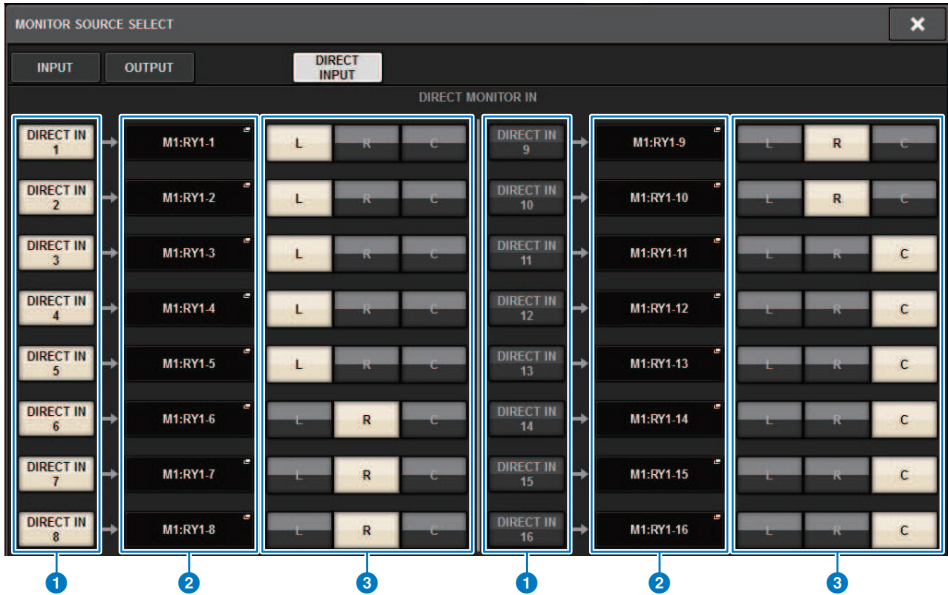 MONITOR SOURCE SELECT
INPUT OUTPUT DIRECT INPUT
DIRECT MONITOR IN
DIRECT IN 1 M1:RY1-1 L R C DIRECT IN 9 M1:RY1-9 L R C
DIRECT IN 2 M1:RY1-2 L R C DIRECT IN 10 M1:RY1-10 L R C
DIRECT IN 3 M1:RY1-3 L R C DIRECT IN 11 M1:RY1-11 L R C
DIRECT IN 4 M1:RY1-4 L R C DIRECT IN 12 M1:RY1-12 L R C
DIRECT IN 5 M1:RY1-5 L R C DIRECT IN 13 M1:RY1-13 L R C
DIRECT IN 6 M1:RY1-6 L R C DIRECT IN 14 M1:RY1-14 L R C
DIRECT IN 7 M1:RY1-7 L R C DIRECT IN 15 M1:RY1-15 L R C
DIRECT IN 8 M1:RY1-8 L R C DIRECT IN 16 M1:RY1-16 L R C
1 2 3 1 2 3